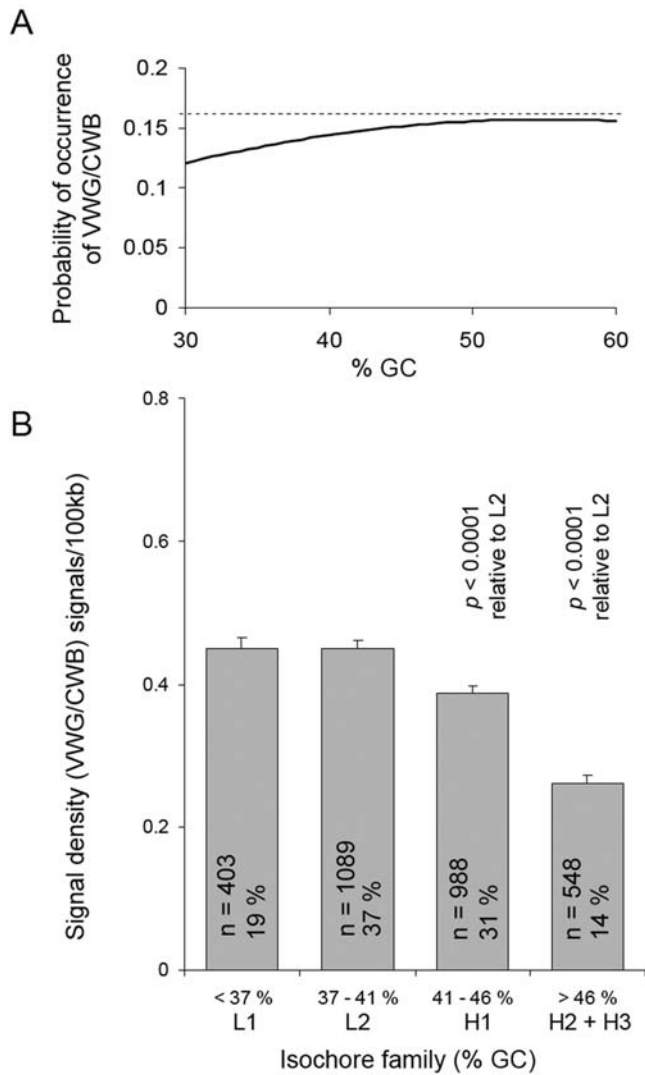 A
Probability of occurrence
of VWG/CWB
0.2
0.15
0.1
0.05
0
30
40
50
60
% GC
B
Signal density (VWG/CWB) signals/100kb)
0.8
0.6
0.4
0.2
0
p < 0.0001
relative to L2
p < 0.0001
relative to L2
n = 403
19 %
n = 1089
37 %
n = 988
31 %
n = 548
14 %
< 37 %
37 - 41 %
41 - 46 %
> 46 %
L1
L2
H1
H2 + H3
Isochore family (% GC)